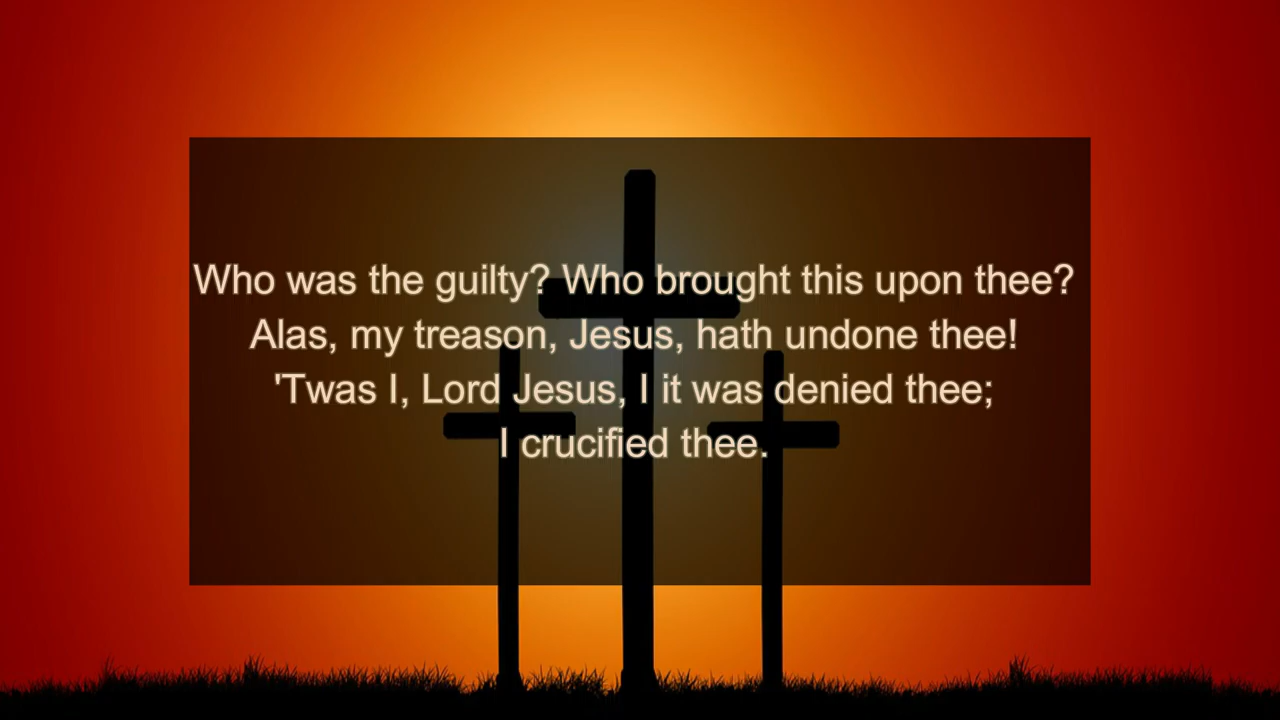 Who was the guilty? Who brought this upon thee?
Alas, my treason, Jesus, hath undone thee!
'Twas I, Lord Jesus, I it was denied thee;
I crucified thee.